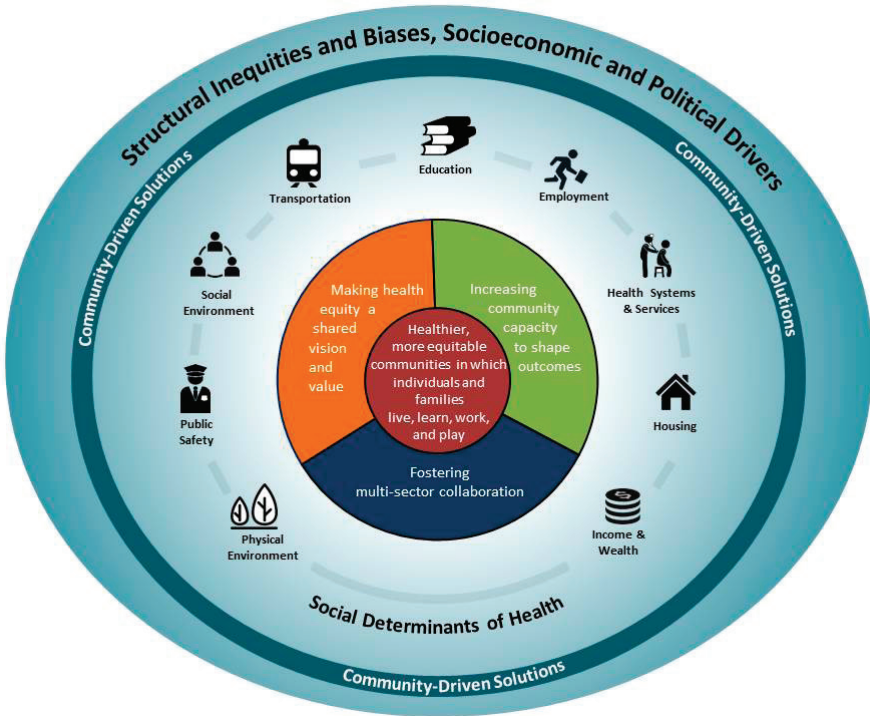 Structural Inequities and Biases, Socioeconomic and Political Drivers
Community-Driven Solutions
Community-Driven Solutions
Education
Transportation
Employment
Social
Environment
Health Systems
& Services
Public
Safety
Housing
Physical
Environment
Income &
Wealth
Making health
equity a
shared
vision
and
value
Increasing
community
capacity
to shape
outcomes
Healthier,
more equitable
communities in which
individuals and
families
live, learn, work,
and play
Fostering
multi-sector collaboration
Social Determinants of Health
Community-Driven Solutions